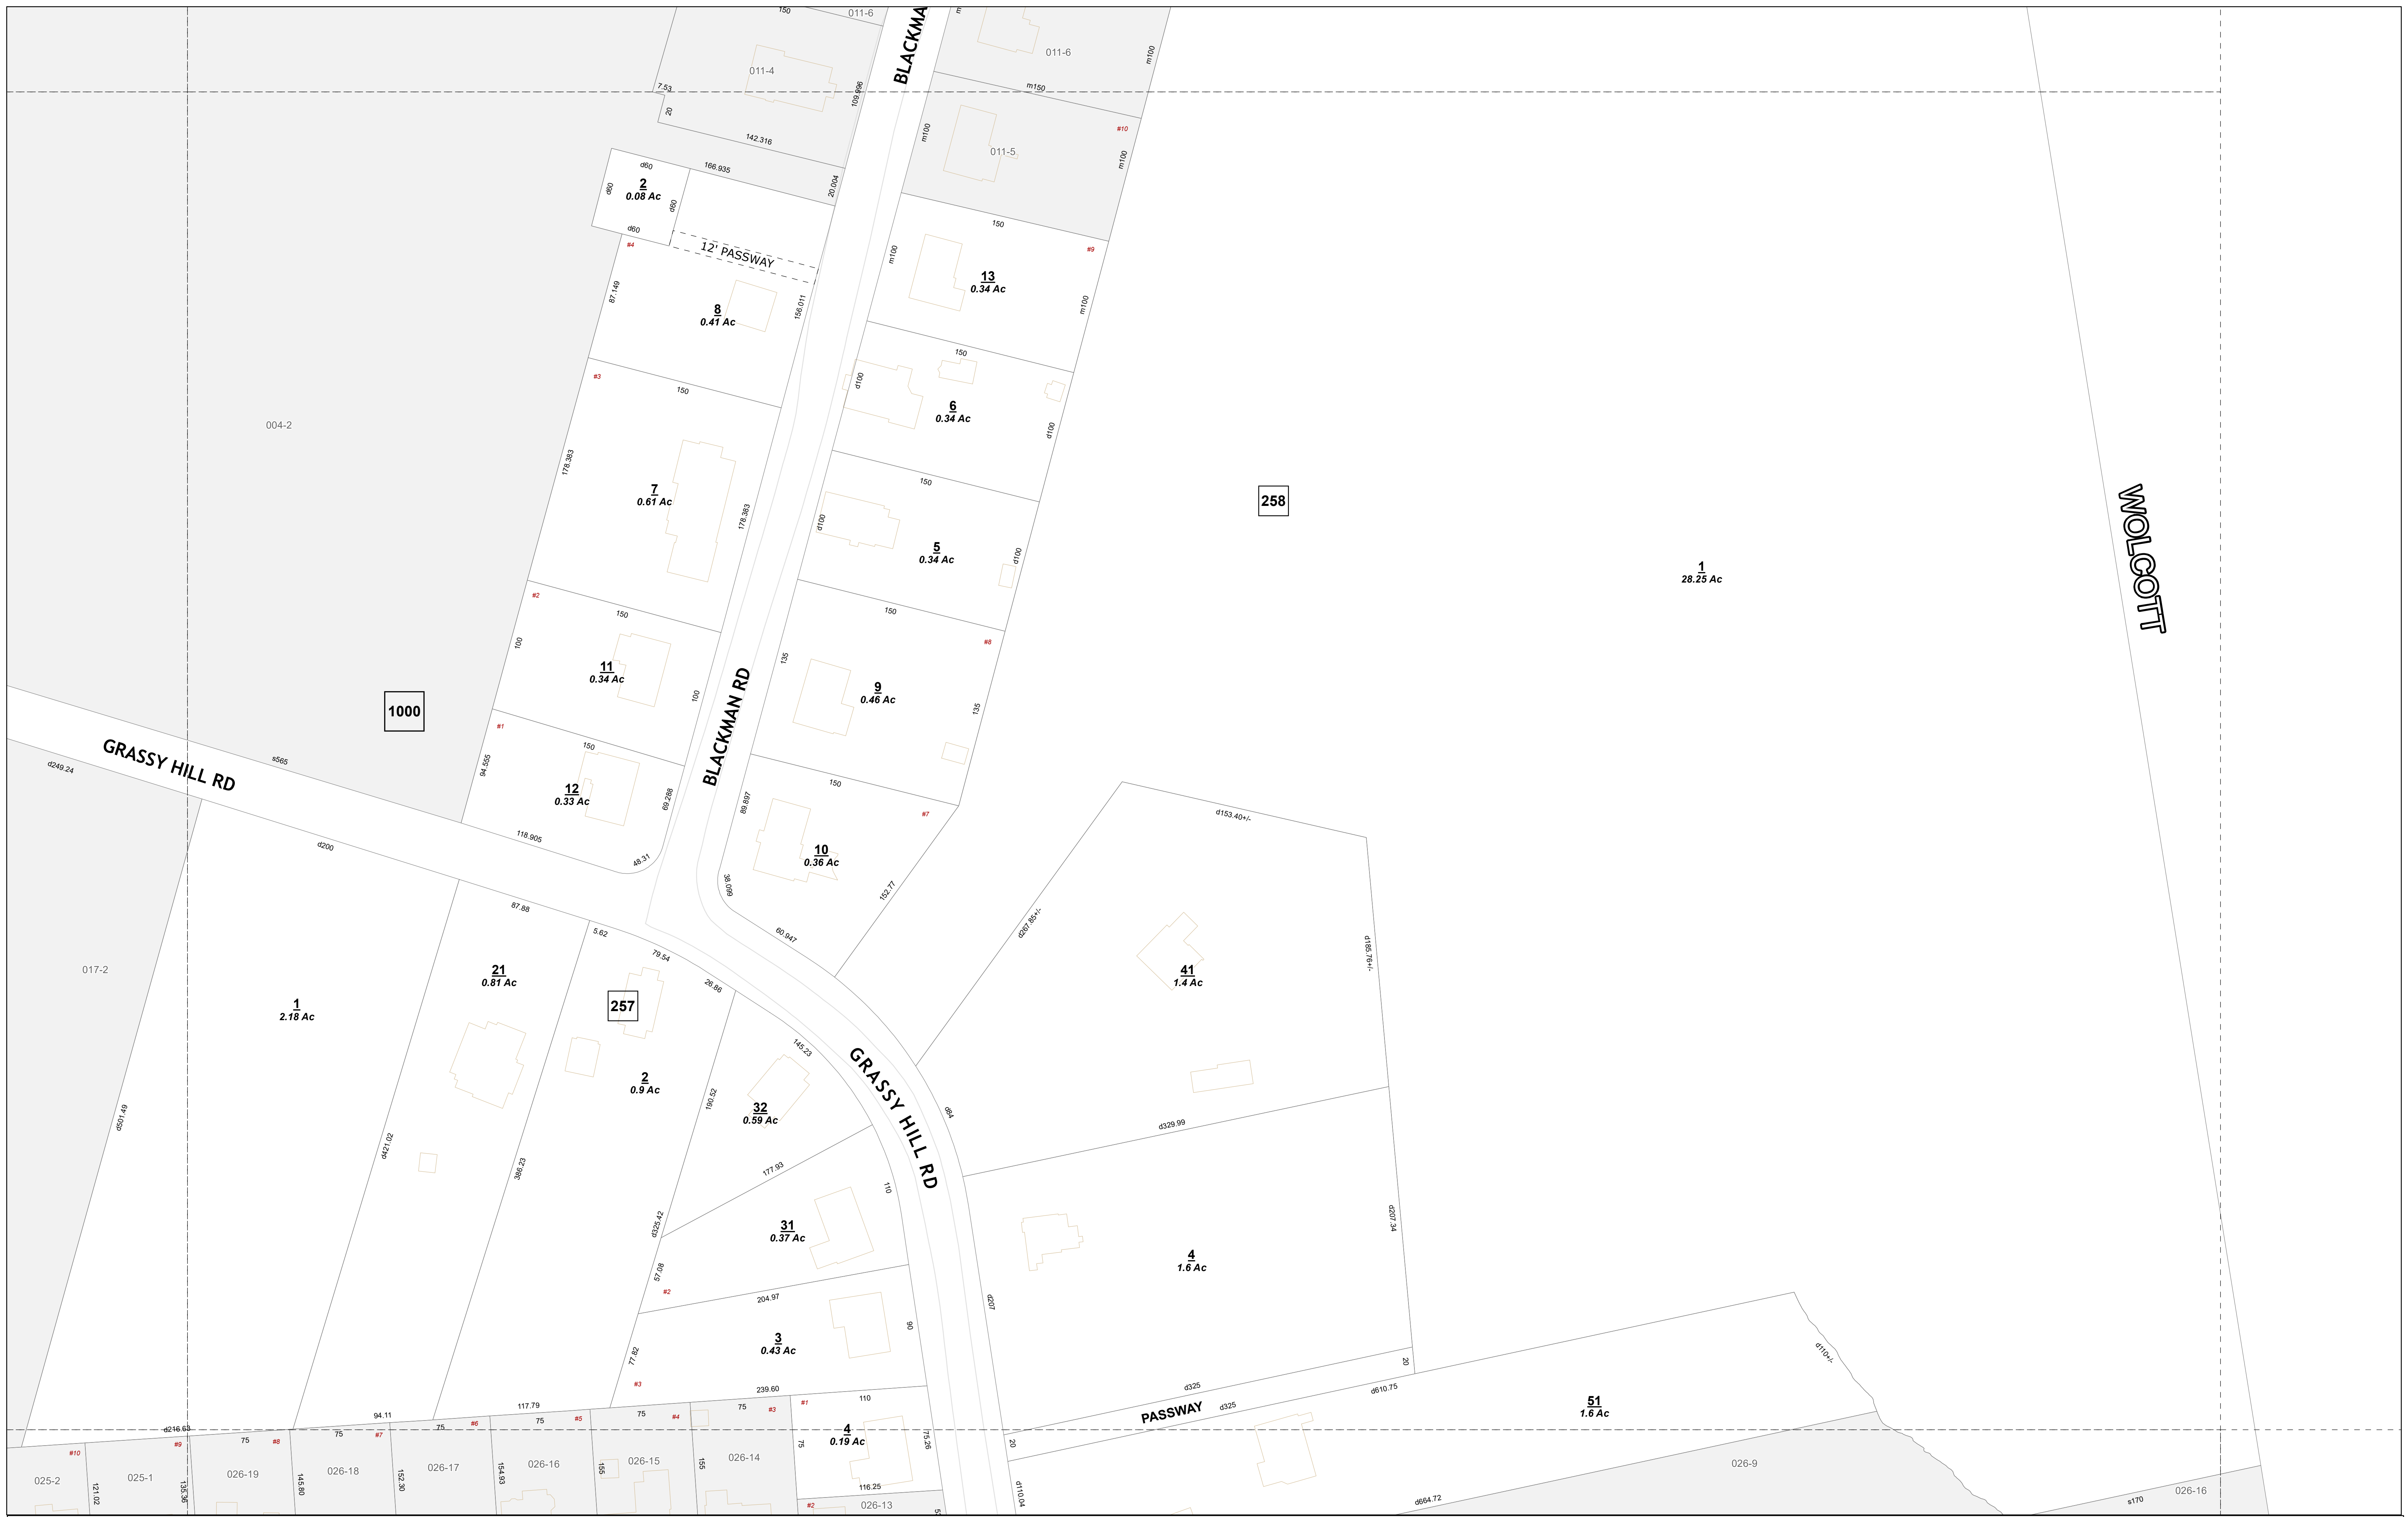 150
011-6
BLACKMA
m
011-6
m100
011-4
7.53
109.996
m150
20
#10
142.316
m100
011-5
m100
d60
166.935
d60
2
0.08 Ac
d60
20.004
d60
#4
12' PASSWAY
150
#9
m100
13
0.34 Ac
87.149
156.011
m100
8
0.41 Ac
150
#3
150
d100
6
0.34 Ac
d100
004-2
178.383
7
0.61 Ac
178.383
150
258
d100
5
0.34 Ac
d100
WOLCOTT
1
28.25 Ac
#2
150
150
#8
100
11
0.34 Ac
100
135
9
0.46 Ac
135
1000
BLACKMAN RD
#1
150
GRASSY HILL RD
s565
d249.24
94.555
12
0.33 Ac
69.288
150
89.897
#7
d153.40+/-
118.905
d200
48.31
10
0.36 Ac
38.099
152.77
87.88
5.62
60.947
d267.85+/-
79.54
d185.76+/-
017-2
21
0.81 Ac
26.86
41
1.4 Ac
1
2.18 Ac
257
145.23
GRASSY HILL RD
2
0.9 Ac
190.52
32
0.59 Ac
d84
d501.49
d421.02
386.23
177.93
d329.99
110
d325.42
31
0.37 Ac
d207.34
4
1.6 Ac
57.08
#2
204.97
d207
90
3
0.43 Ac
77.82
d110+/-
20
#3
239.60
d325
d610.75
110
#1
PASSWAY
d325
51
1.6 Ac
117.79
94.11
d216.63
75
#6
75
#5
75
#4
75
#3
4
0.19 Ac
75
75.26
20
#10
#9
75
#8
75
#7
025-2
025-1
026-19
026-18
026-17
026-16
026-15
026-14
026-9
121.02
135.36
145.80
152.30
154.93
155
155
116.25
d110.04
#2
026-13
d664.72
s170
026-16